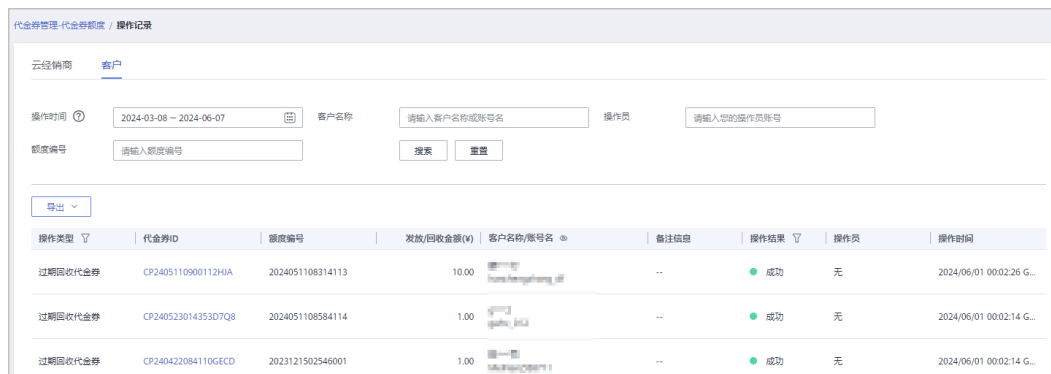 代金券管理-代金券额度 / 操作记录
云经销商 客户
操作时间 ? 2024-03-08 – 2024-06-07 客户名称 请输入客户名称或账号名 操作员 请输入您的操作员账号
额度编号 请输入额度编号 搜索 重置
导出
操作类型 代金券ID 额度编号 发放/回收金额(¥) 客户名称/账号名 备注信息 操作结果 操作员 操作时间
过期回收代金券 CP2405110900112HJA 2024051108314113 10.00 -- 成功 无 2024/06/01 00:02:26 G...
过期回收代金券 CP240523014353D7Q8 2024051108584114 1.00 -- 成功 无 2024/06/01 00:02:14 G...
过期回收代金券 CP240422084110GECD 2023121502546001 1.00 -- 成功 无 2024/06/01 00:02:14 G...